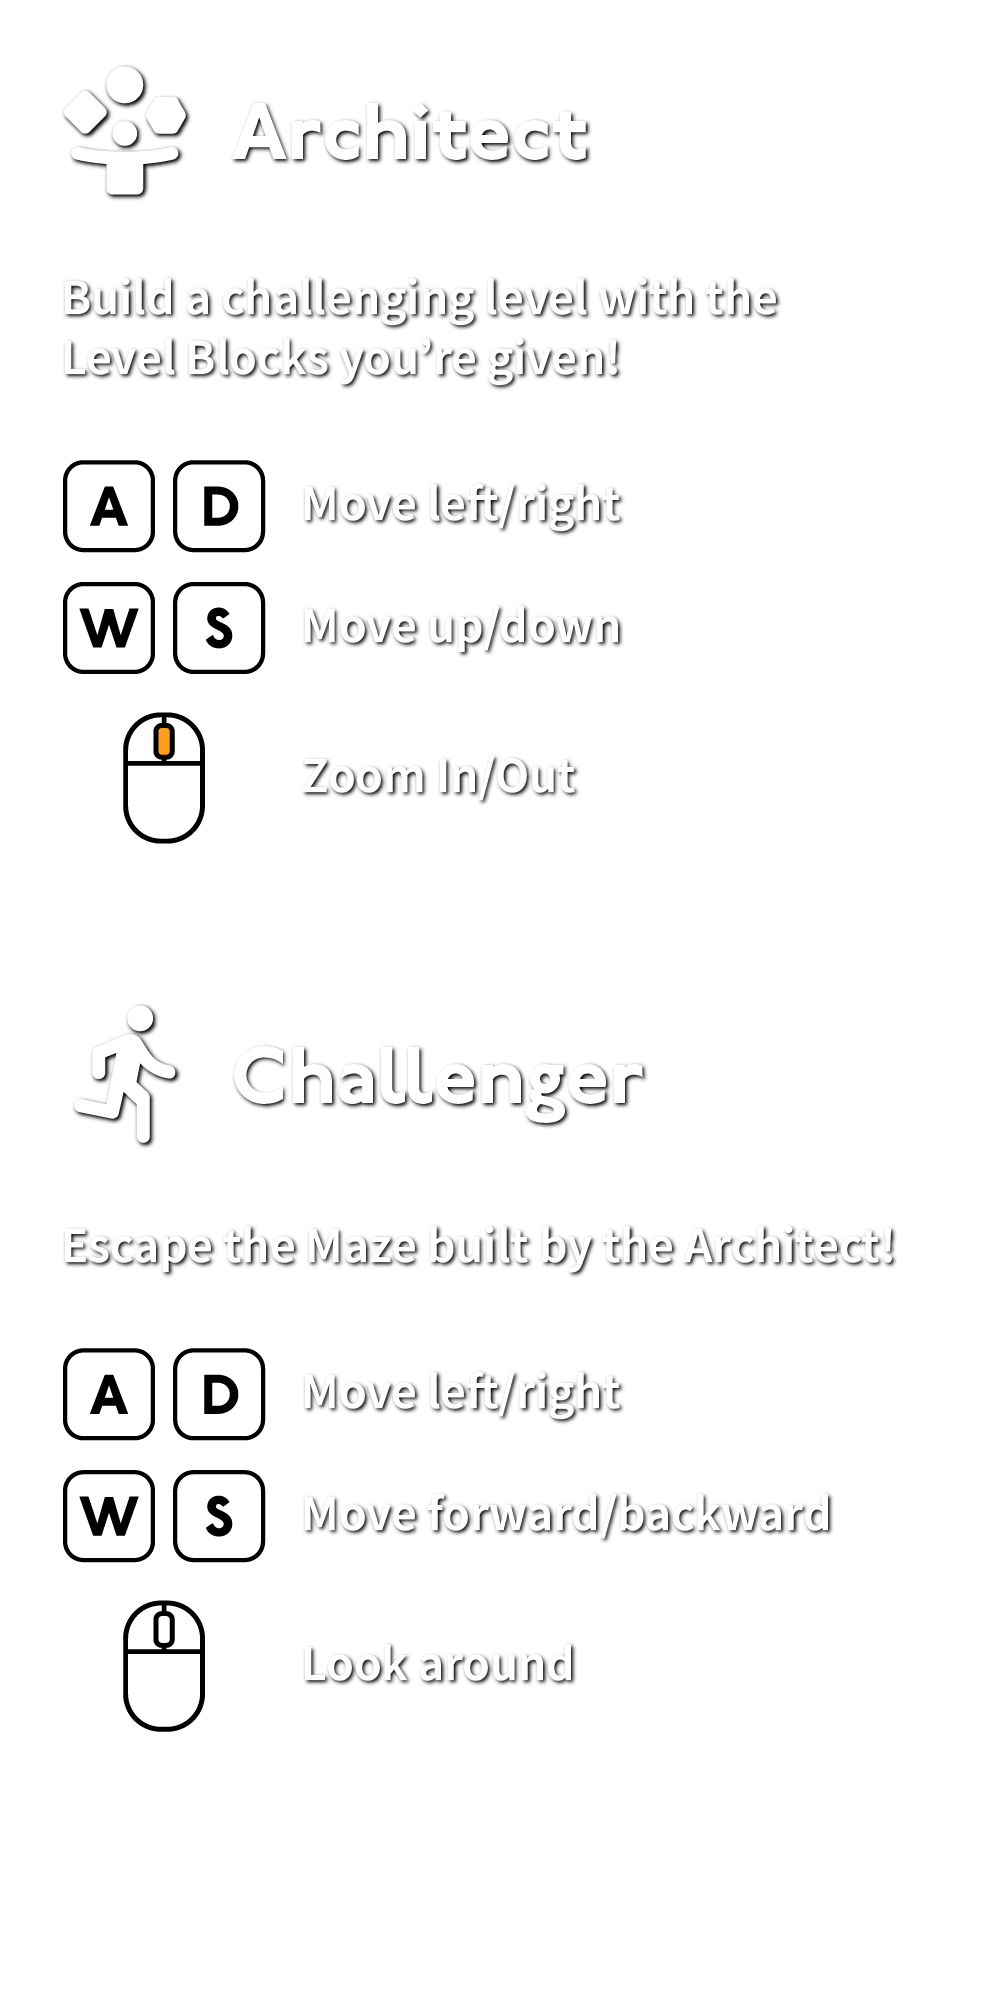 Architect
Build a challenging level with the
Level Blocks you’re given!
A D Move left/right
W S Move up/down
Zoom In/Out
Challenger
Escape the Maze built by the Architect!
A D Move left/right
W S Move forward/backward
Look around